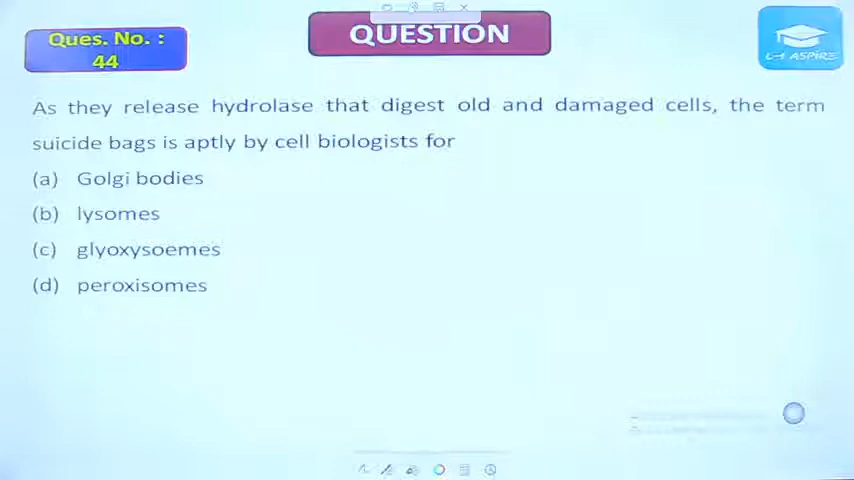 Ques. No. :
44
QUESTION
ASPIRE
As they release hydrolase that digest old and damaged cells, the term
suicide bags is aptly by cell biologists for
(a) Golgi bodies
(b) lysomes
(c) glyoxysoemes
(d) peroxisomes